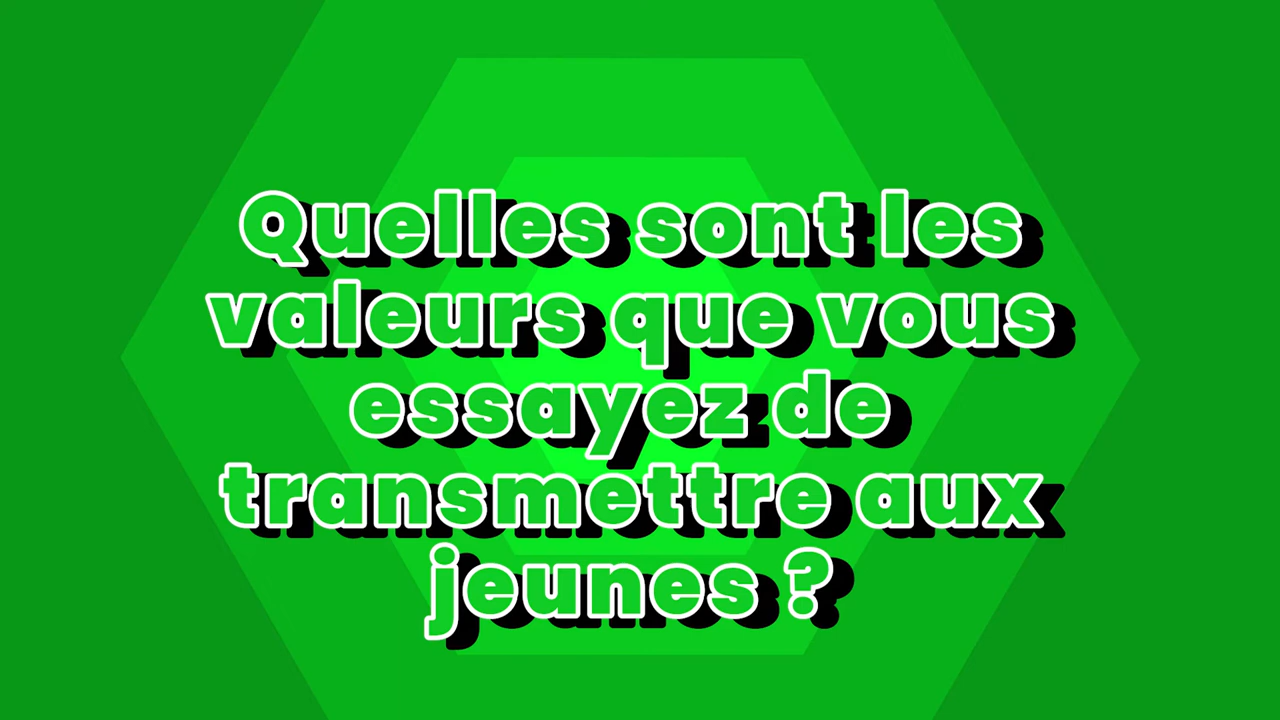 Quelles sont les
valeurs que vous
essayez de
transmettre aux
jeunes ?